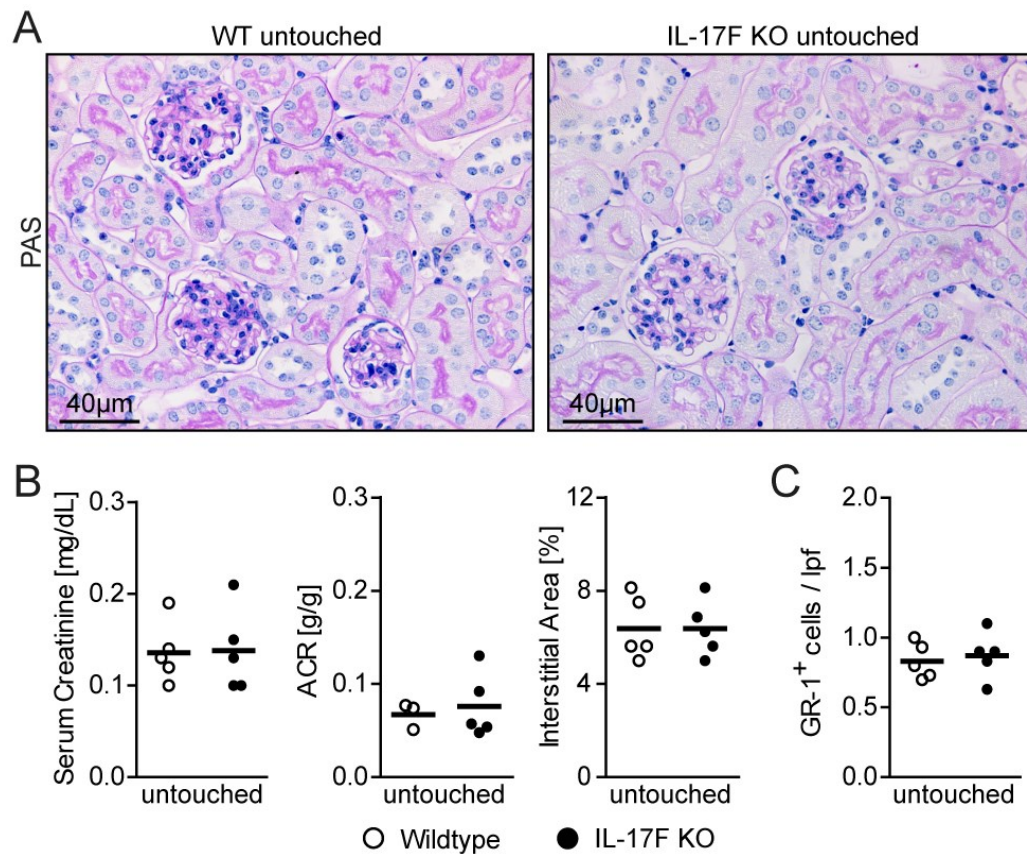 A
WT untouched
IL-17F KO untouched
PAS
40µm
40µm
B
Serum Creatinine [mg/dL]
0.3
0.2
0.1
0.0
untouched
ACR [g/g]
0.3
0.2
0.1
0.0
untouched
Interstitial Area [%]
12
8
4
0
untouched
C
GR-1+ cells / lpf
2.0
1.5
1.0
0.5
0.0
untouched
Wildtype
IL-17F KO